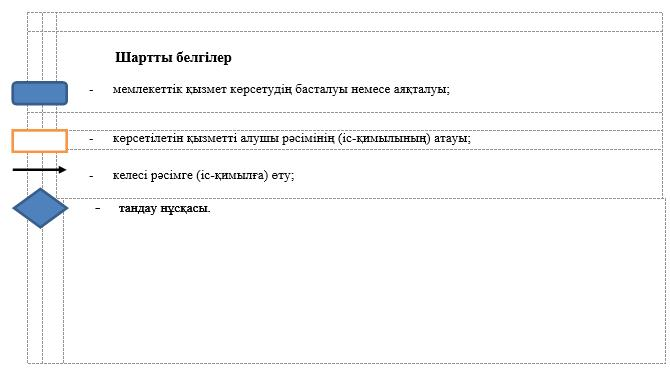 Шартты белгілер
- мемлекеттік қызмет көрсетудің басталуы немесе аяқталуы;
- көрсетілетін қызметті алушы рәсімінің (іс-қимылының) атауы;
- келесі рәсімге (іс-қимылға) өту;
- тандау нұсқасы.